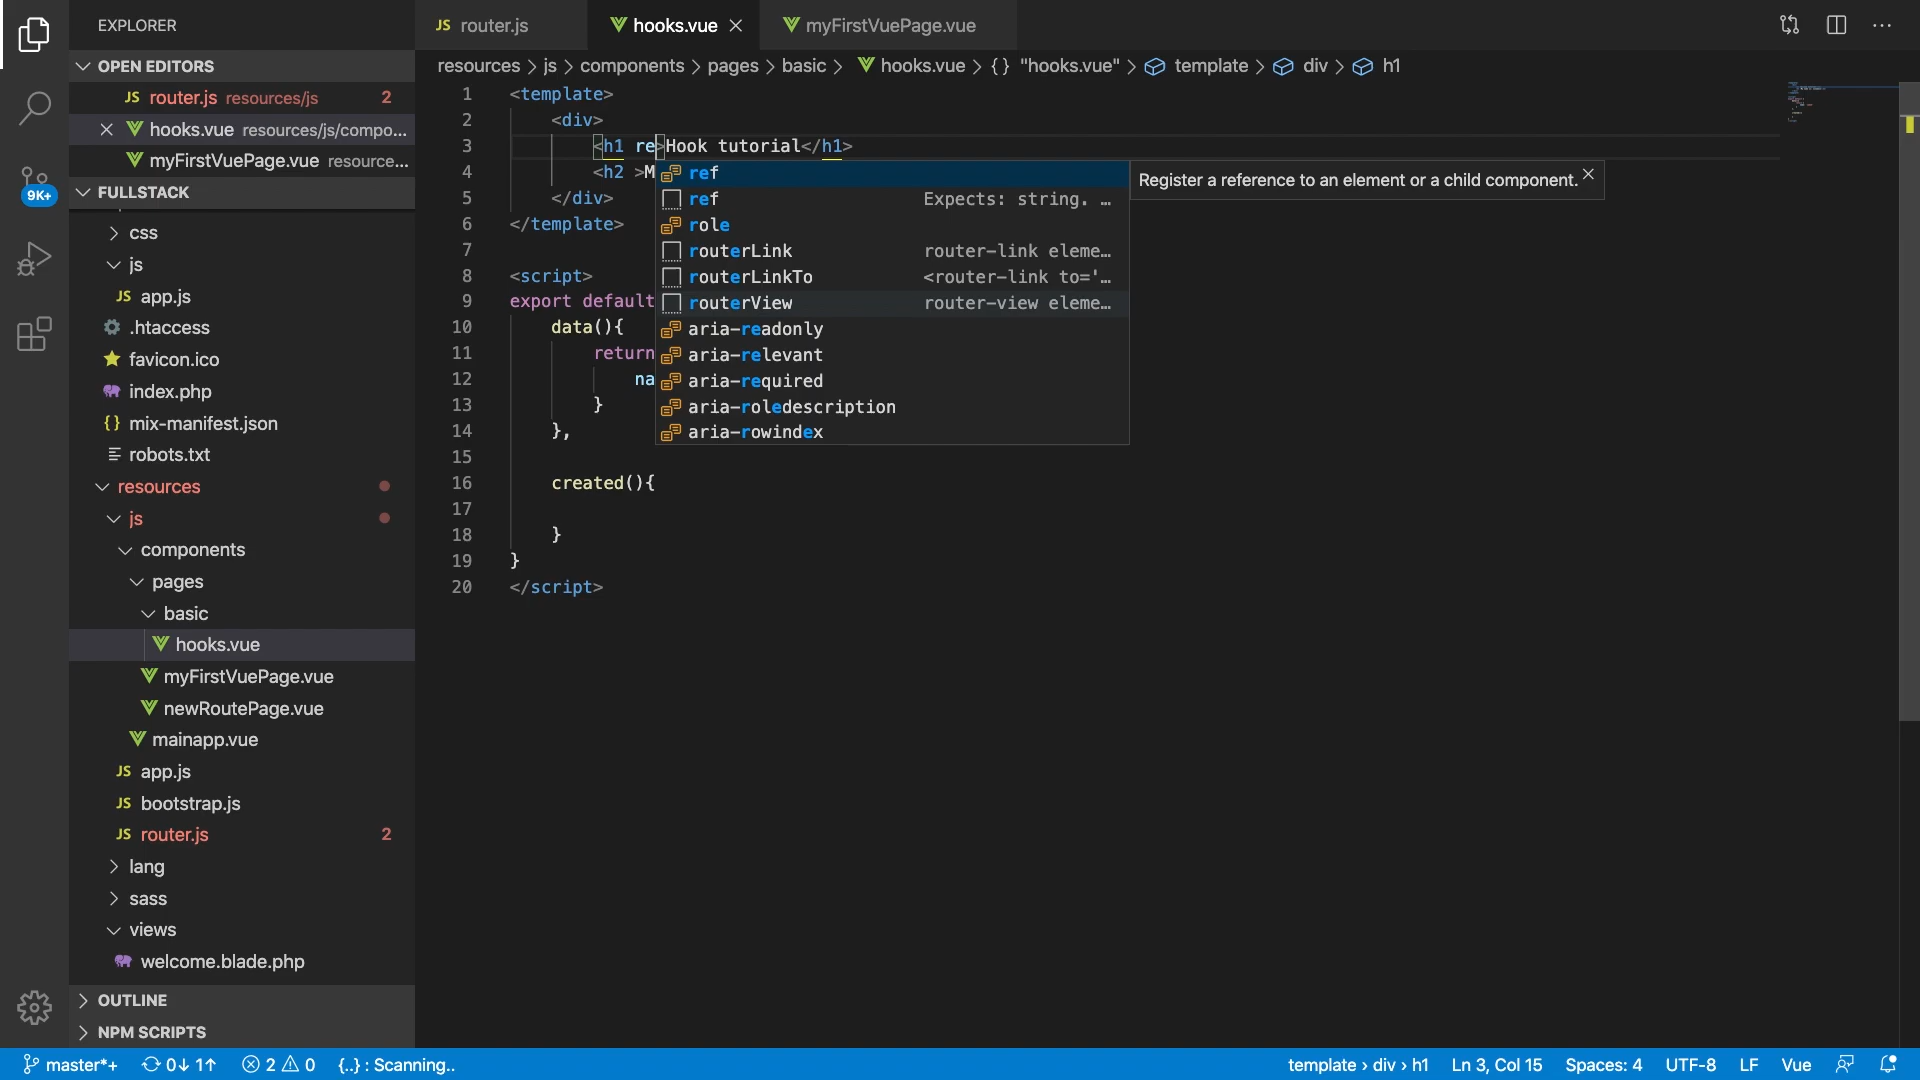 EXPLORER
OPEN EDITORS
JS router.js resources/js 2
hooks.vue resources/js/compo...
myFirstVuePage.vue resource...
9K+
FULLSTACK
css
js
JS app.js
.htaccess
favicon.ico
index.php
{} mix-manifest.json
robots.txt
resources
js
components
pages
basic
hooks.vue
myFirstVuePage.vue
newRoutePage.vue
mainapp.vue
JS app.js
JS bootstrap.js
JS router.js 2
lang
sass
views
welcome.blade.php
OUTLINE
NPM SCRIPTS
JS router.js hooks.vue myFirstVuePage.vue
resources > js > components > pages > basic > hooks.vue > {} "hooks.vue" > template > div > h1
1 <template>
2 <div>
3 <h1 re>Hook tutorial</h1>
4 <h2 >M
5 </div>
6 </template>
7
8 <script>
9 export default
10 data(){
11 return
12 na
13 }
14 },
15
16 created(){
17
18 }
19 }
20 </script>
ref
ref Expects: string. …
role
routerLink router-link eleme…
routerLinkTo <router-link to='…
routerView router-view eleme…
aria-readonly
aria-relevant
aria-required
aria-roledescription
aria-rowindex
Register a reference to an element or a child component.
master*+ 0↓ 1↑ 2 0 {..} : Scanning.. template › div › h1 Ln 3, Col 15 Spaces: 4 UTF-8 LF Vue